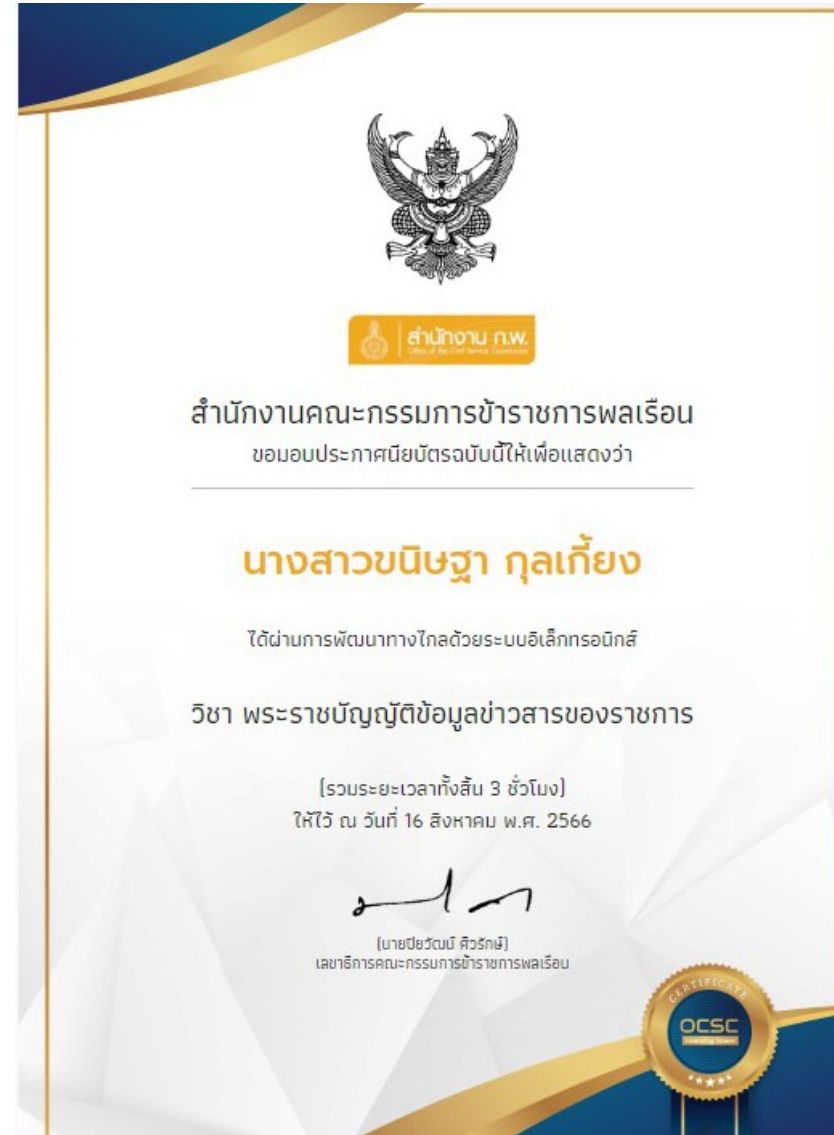 สำนักงาน ก.พ.
Office of the Civil Service Commission
สำนักงานคณะกรรมการข้าราชการพลเรือน
ขอมอบประกาศนียบัตรฉบับนี้ให้เพื่อแสดงว่า
นางสาวขนิษฐา กุลเกี้ยง
ได้ผ่านการพัฒนาทางไกลด้วยระบบอิเล็กทรอนิกส์
วิชา พระราชบัญญัติข้อมูลข่าวสารของราชการ
(รวมระยะเวลาทั้งสิ้น 3 ชั่วโมง)
ให้ไว้ ณ วันที่ 16 สิงหาคม พ.ศ. 2566
(นายปิยวัฒน์ ศิวรักษ์)
เลขาธิการคณะกรรมการข้าราชการพลเรือน
CERTIFICATE
OCSC
Learning Space